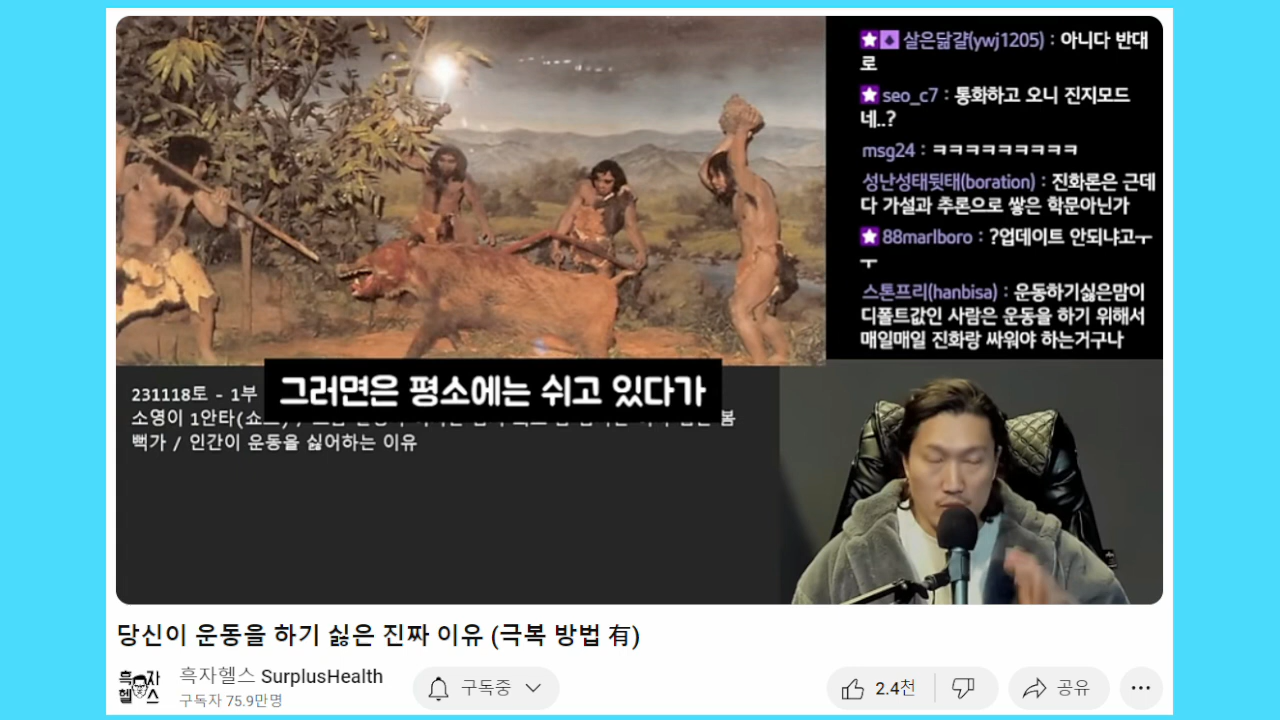 살은닮걀(ywj1205) : 아니다 반대
로
seo_c7 : 통화하고 오니 진지모드
네..?
msg24 : ㅋㅋㅋㅋㅋㅋㅋㅋㅋ
성난성태뒷태(boration) : 진화론은 근데
다 가설과 추론으로 쌓은 학문아닌가
88marlboro : ?업데이트 안되냐고ㅜ
ㅜ
스톤프리(hanbisa) : 운동하기싫은맘이
디폴트값인 사람은 운동을 하기 위해서
매일매일 진화랑 싸워야 하는거구나
그러면은 평소에는 쉬고 있다가
231118토 - 1부
소영이 1안타(쇼
봄
뻑가 / 인간이 운동을 싫어하는 이유
당신이 운동을 하기 싫은 진짜 이유 (극복 방법 有)
흑자헬스
흑자헬스 SurplusHealth
구독자 75.9만명
구독중
2.4천
공유